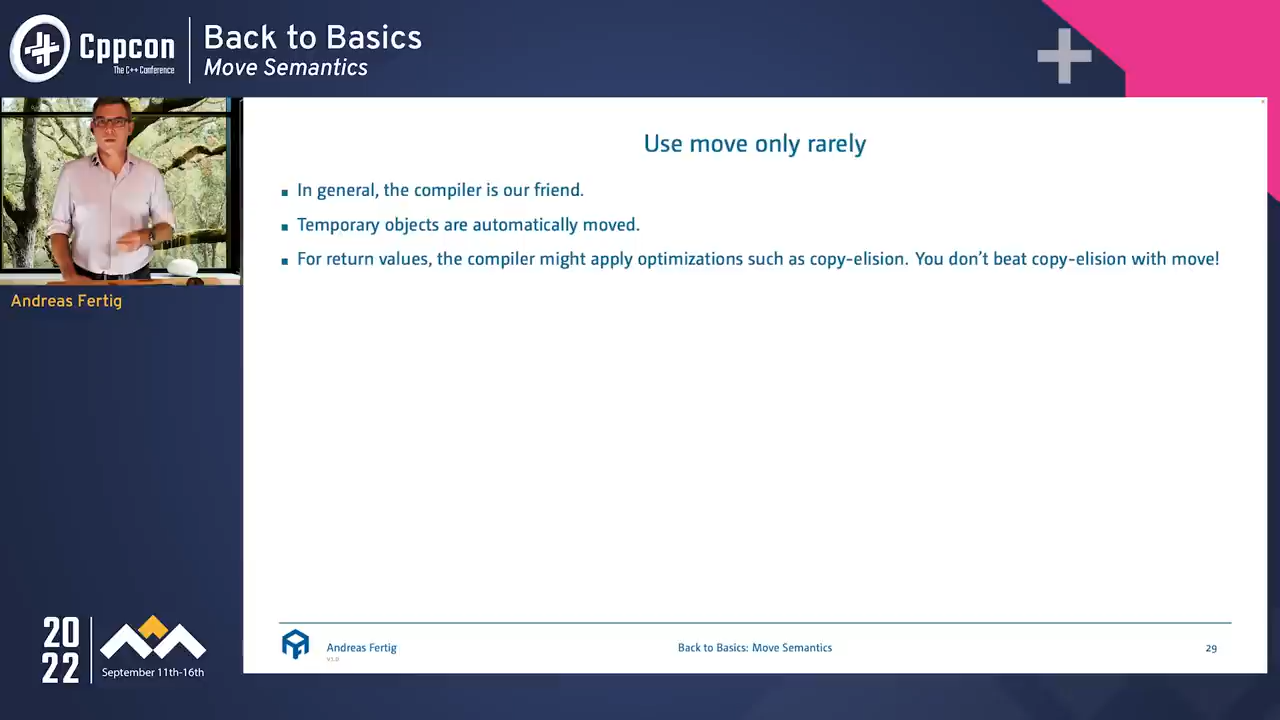 Cppcon
The C++ Conference
Back to Basics
Move Semantics
Andreas Fertig
Use move only rarely
In general, the compiler is our friend.
Temporary objects are automatically moved.
For return values, the compiler might apply optimizations such as copy-elision. You don't beat copy-elision with move!
Andreas Fertig
V1.0
Back to Basics: Move Semantics
29
20
22
September 11th-16th